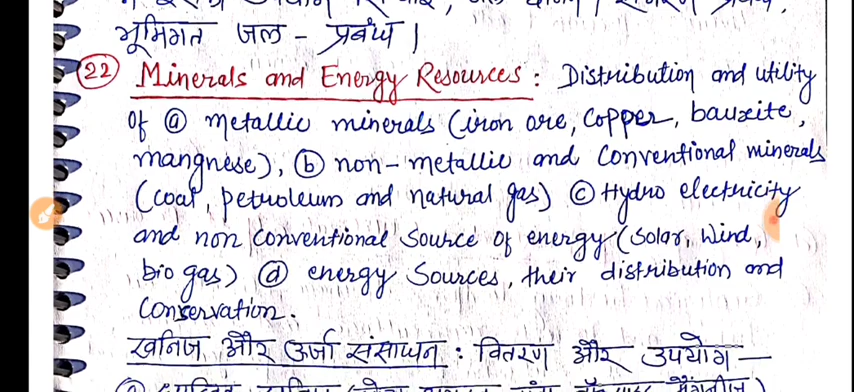 भूमिगत जल - प्रबंध |
22 Minerals and Energy Resources : Distribution and utility
of (a) metallic minerals (iron ore, Copper, bauxite,
mangnese), (b) non-metallic and Conventional minerals
(coal, petroleum and natural gas) (c) Hydro electricity
and non Conventional Source of energy (Solar, Wind,
bio gas) (d) energy Sources, their distribution and
Conservation.
खनिज और ऊर्जा संसाधन : वितरण और उपयोग —